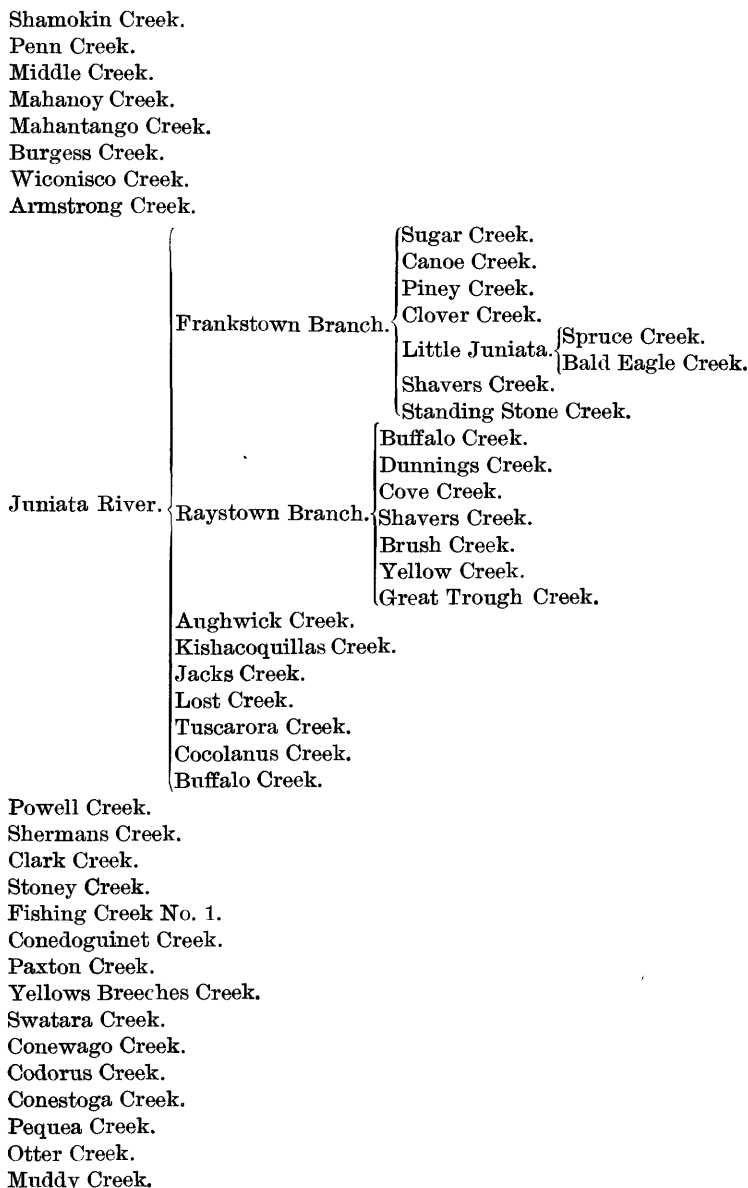 Shamokin Creek.
Penn Creek.
Middle Creek.
Mahanoy Creek.
Mahantango Creek.
Burgess Creek.
Wiconisco Creek.
Armstrong Creek.
Juniata River.
Frankstown Branch.
Sugar Creek.
Canoe Creek.
Piney Creek.
Clover Creek.
Little Juniata.
Spruce Creek.
Bald Eagle Creek.
Shavers Creek.
Standing Stone Creek.
Raystown Branch.
Buffalo Creek.
Dunnings Creek.
Cove Creek.
Shavers Creek.
Brush Creek.
Yellow Creek.
Great Trough Creek.
Aughwick Creek.
Kishacoquillas Creek.
Jacks Creek.
Lost Creek.
Tuscarora Creek.
Cocolanus Creek.
Buffalo Creek.
Powell Creek.
Shermans Creek.
Clark Creek.
Stoney Creek.
Fishing Creek No. 1.
Conedoguinet Creek.
Paxton Creek.
Yellows Breeches Creek.
Swatara Creek.
Conewago Creek.
Codorus Creek.
Conestoga Creek.
Pequea Creek.
Otter Creek.
Muddy Creek.